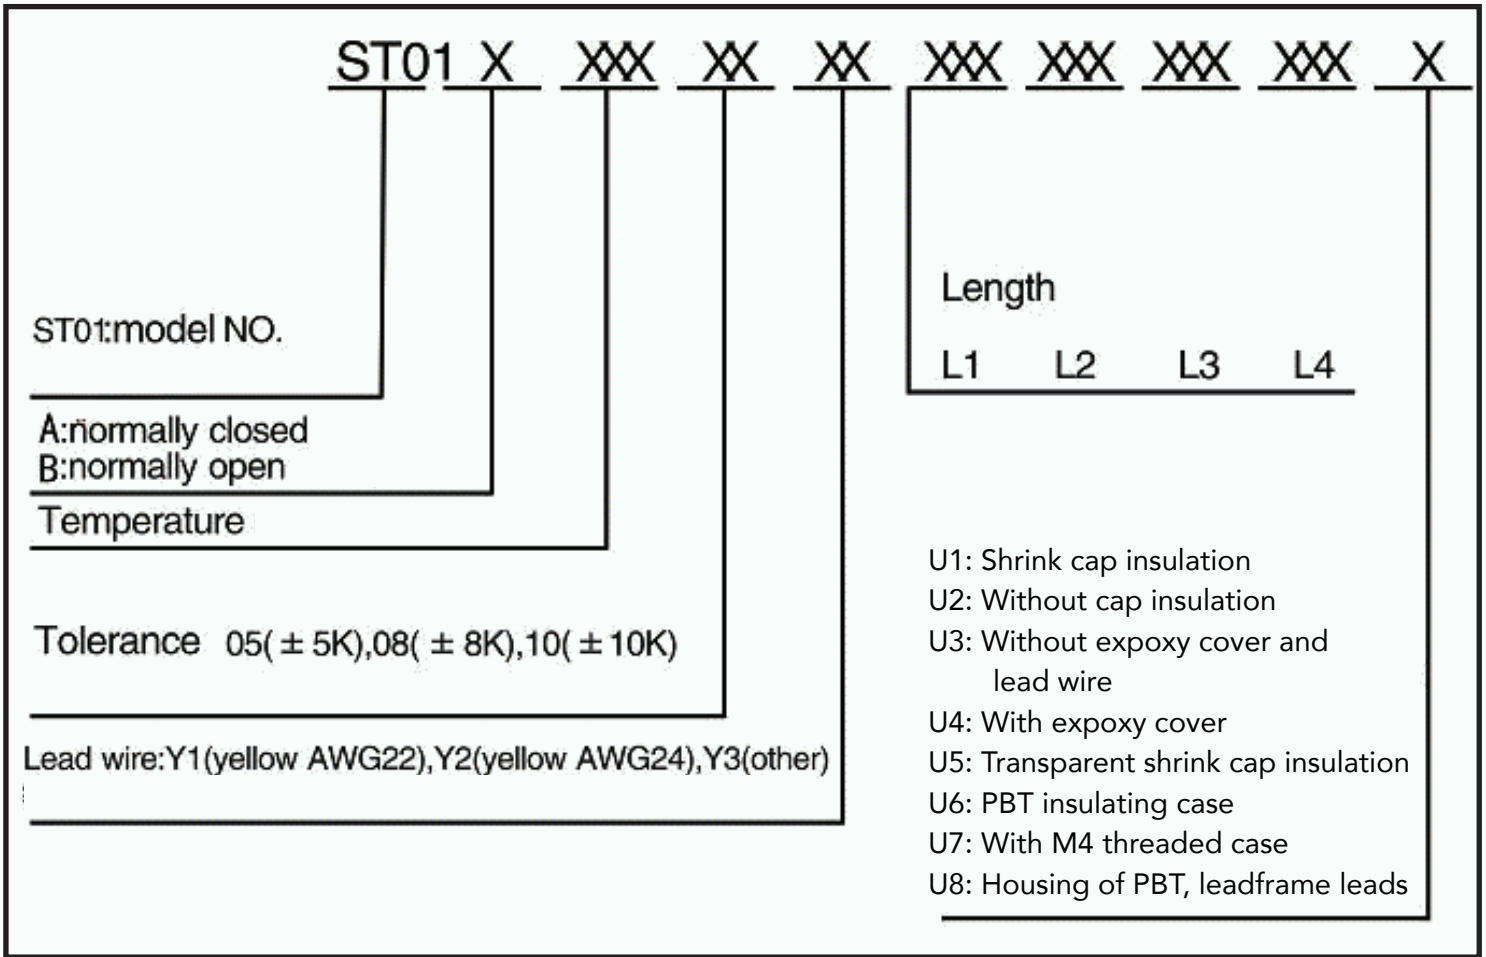 ST01 X XXX XX XX XXX XXX XXX XXX X
Length
L1 L2 L3 L4
ST01:model NO.
A:normally closed
B:normally open
Temperature
Tolerance 05( ± 5K),08( ± 8K),10( ± 10K)
Lead wire:Y1(yellow AWG22),Y2(yellow AWG24),Y3(other)
U1: Shrink cap insulation
U2: Without cap insulation
U3: Without expoxy cover and
lead wire
U4: With expoxy cover
U5: Transparent shrink cap insulation
U6: PBT insulating case
U7: With M4 threaded case
U8: Housing of PBT, leadframe leads